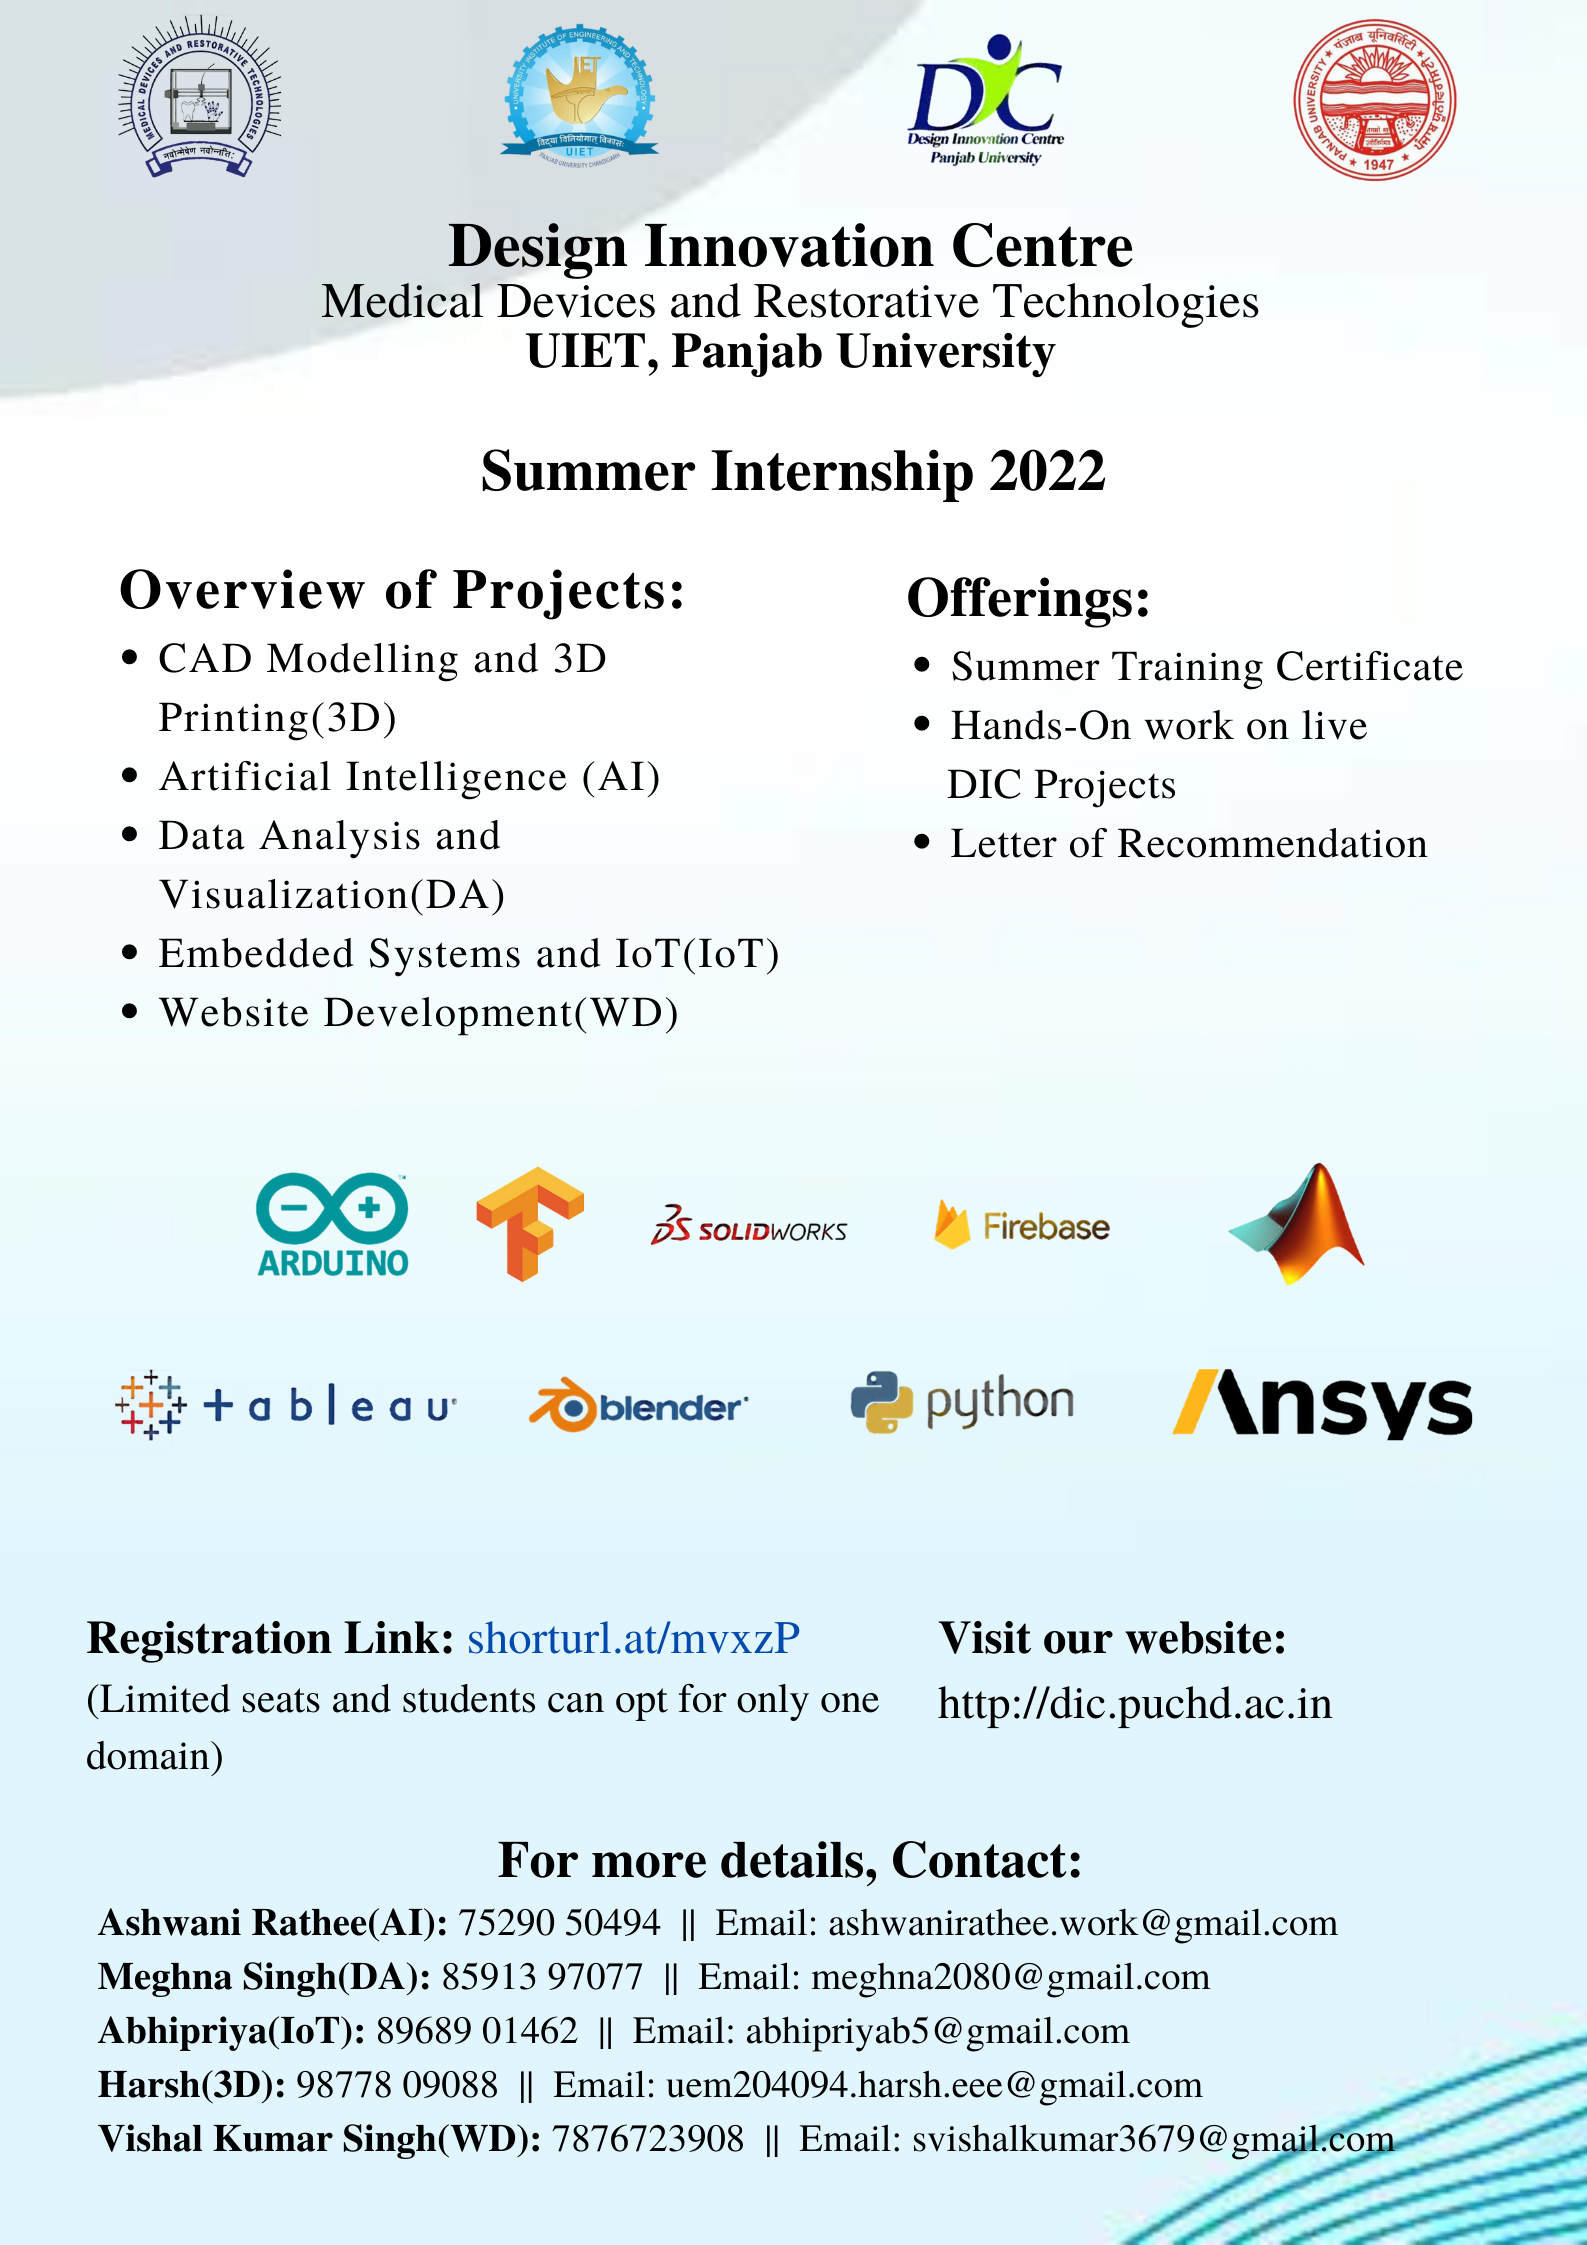 MEDICAL DEVICES AND RESTORATIVE TECHNOLOGIES
नवोन्मेषेण नवोन्नतिः
UNIVERSITY INSTITUTE OF ENGINEERING AND TECHNOLOGY
UIET
PANJAB UNIVERSITY CHANDIGARH
DIC
Design Innovation Centre
Panjab University
पंजाब यूनिवर्सिटी
PANJAB UNIVERSITY
1947
Design Innovation Centre
Medical Devices and Restorative Technologies
UIET, Panjab University
Summer Internship 2022
Overview of Projects:
• CAD Modelling and 3D
Printing(3D)
• Artificial Intelligence (AI)
• Data Analysis and
Visualization(DA)
• Embedded Systems and IoT(IoT)
• Website Development(WD)
Offerings:
• Summer Training Certificate
• Hands-On work on live
DIC Projects
• Letter of Recommendation
ARDUINO
SOLIDWORKS
Firebase
+ableau
blender
python
Ansys
Registration Link: shorturl.at/mvxzP
(Limited seats and students can opt for only one
domain)
Visit our website:
http://dic.puchd.ac.in
For more details, Contact:
Ashwani Rathee(AI): 75290 50494 || Email: ashwanirathee.work@gmail.com
Meghna Singh(DA): 85913 97077 || Email: meghna2080@gmail.com
Abhipriya(IoT): 89689 01462 || Email: abhipriyab5@gmail.com
Harsh(3D): 98778 09088 || Email: uem204094.harsh.eee@gmail.com
Vishal Kumar Singh(WD): 7876723908 || Email: svishalkumar3679@gmail.com